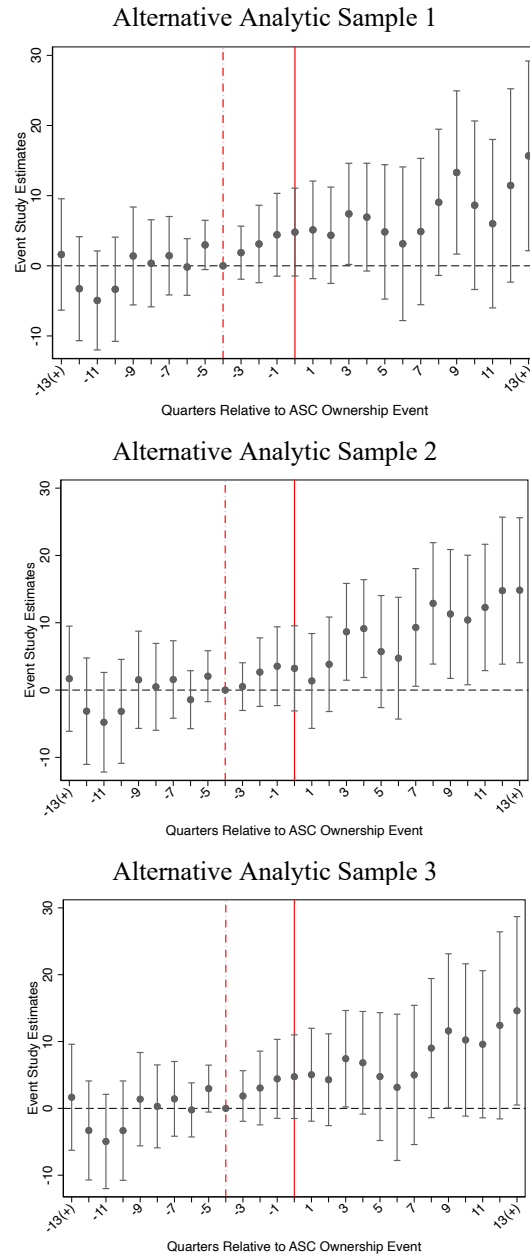 Alternative Analytic Sample 1
Event Study Estimates
30
20
10
0
-10
-13(+) -11 -9 -7 -5 -3 -1 1 3 5 7 9 11 13(+)
Quarters Relative to ASC Ownership Event
Alternative Analytic Sample 2
Event Study Estimates
30
20
10
0
-10
-13(+) -11 -9 -7 -5 -3 -1 1 3 5 7 9 11 13(+)
Quarters Relative to ASC Ownership Event
Alternative Analytic Sample 3
Event Study Estimates
30
20
10
0
-10
-13(+) -11 -9 -7 -5 -3 -1 1 3 5 7 9 11 13(+)
Quarters Relative to ASC Ownership Event